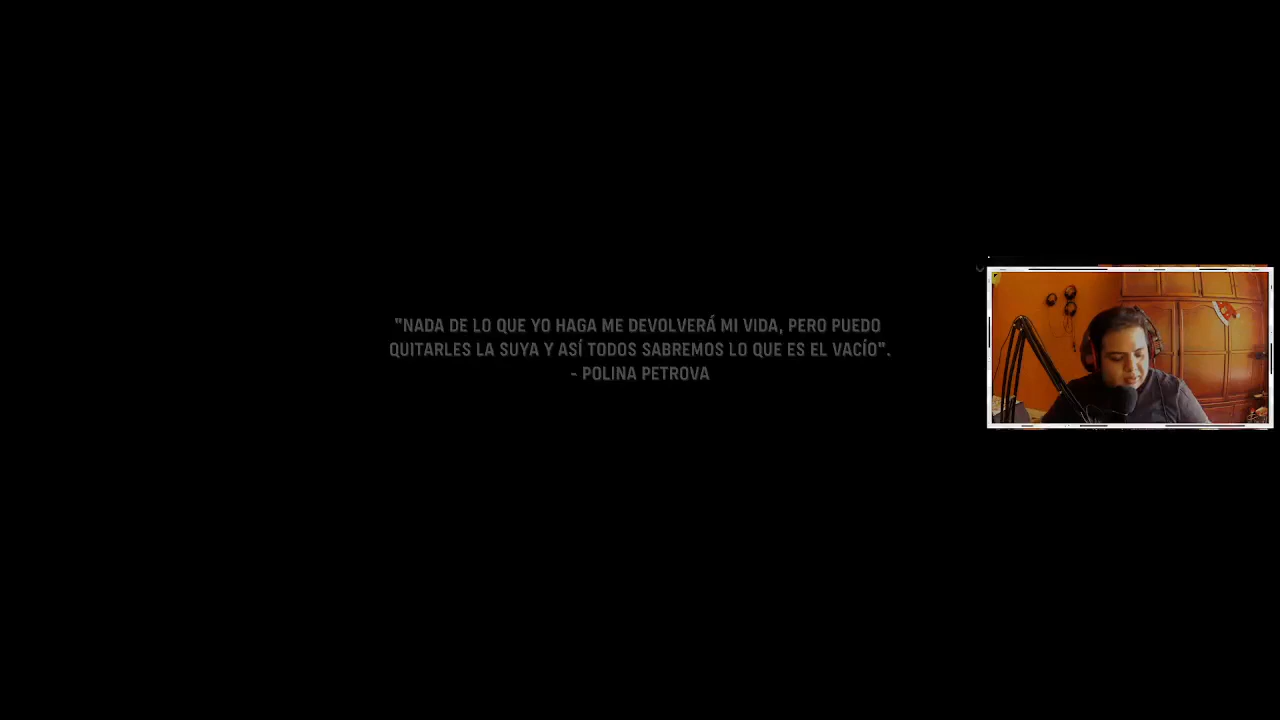 "NADA DE LO QUE YO HAGA ME DEVOLVERÁ MI VIDA, PERO PUEDO
QUITARLES LA SUYA Y ASÍ TODOS SABREMOS LO QUE ES EL VACÍO".
- POLINA PETROVA